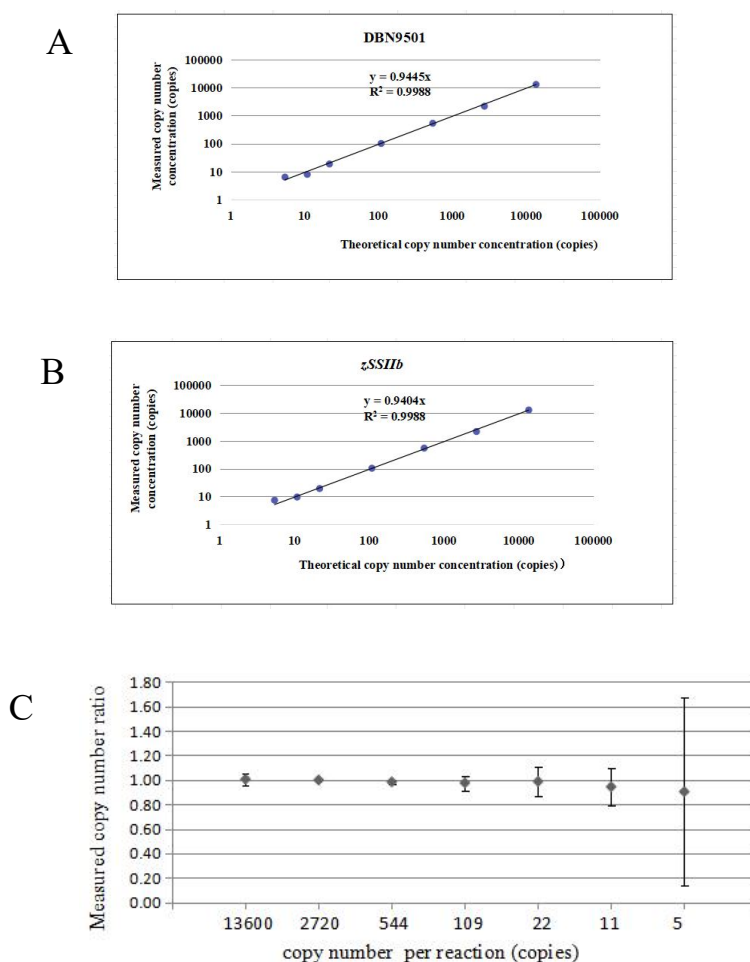 A
DBN9501
y = 0.9445x
R² = 0.9988
Measured copy number
concentration (copies)
100000
10000
1000
100
10
1
1 10 100 1000 10000 100000
Theoretical copy number concentration (copies)
B
zSSIIb
y = 0.9404x
R² = 0.9988
Measured copy number
concentration (copies)
100000
10000
1000
100
10
1
1 10 100 1000 10000 100000
Theoretical copy number concentration (copies)）
C
Measured copy number ratio
1.80
1.60
1.40
1.20
1.00
0.80
0.60
0.40
0.20
0.00
13600 2720 544 109 22 11 5
copy number per reaction (copies)